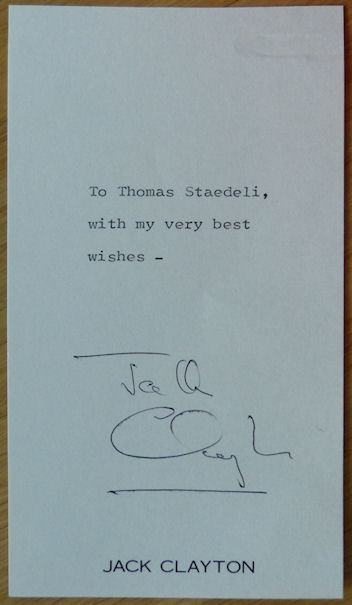 To Thomas Staedeli,
with my very best
wishes -
Jack
Clayton
JACK CLAYTON